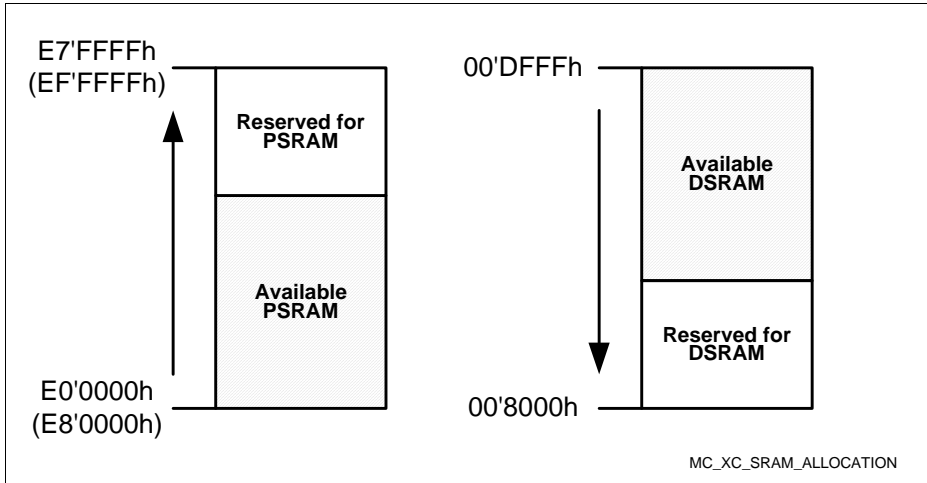 E7'FFFFh
(EF'FFFFh)
Reserved for
PSRAM
Available
PSRAM
E0'0000h
(E8'0000h)
00'DFFFh
Available
DSRAM
Reserved for
DSRAM
00'8000h
MC_XC_SRAM_ALLOCATION